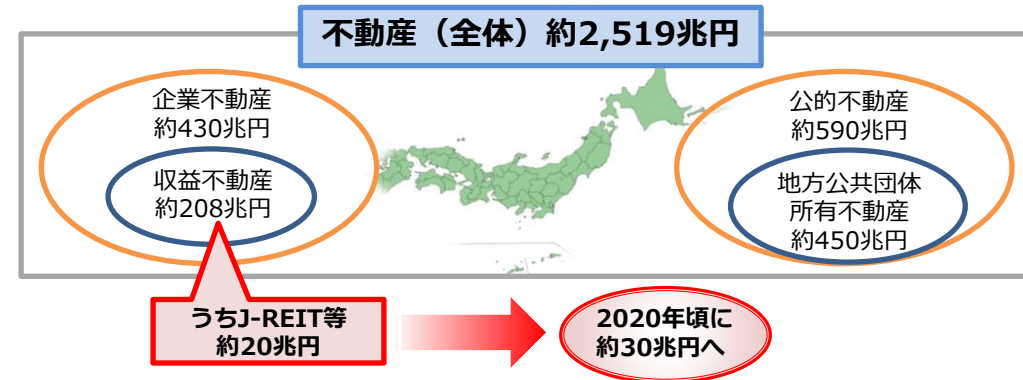 不動産（全体）約2,519兆円
企業不動産
約430兆円
収益不動産
約208兆円
公的不動産
約590兆円
地方公共団体
所有不動産
約450兆円
うちJ-REIT等
約20兆円
2020年頃に
約30兆円へ